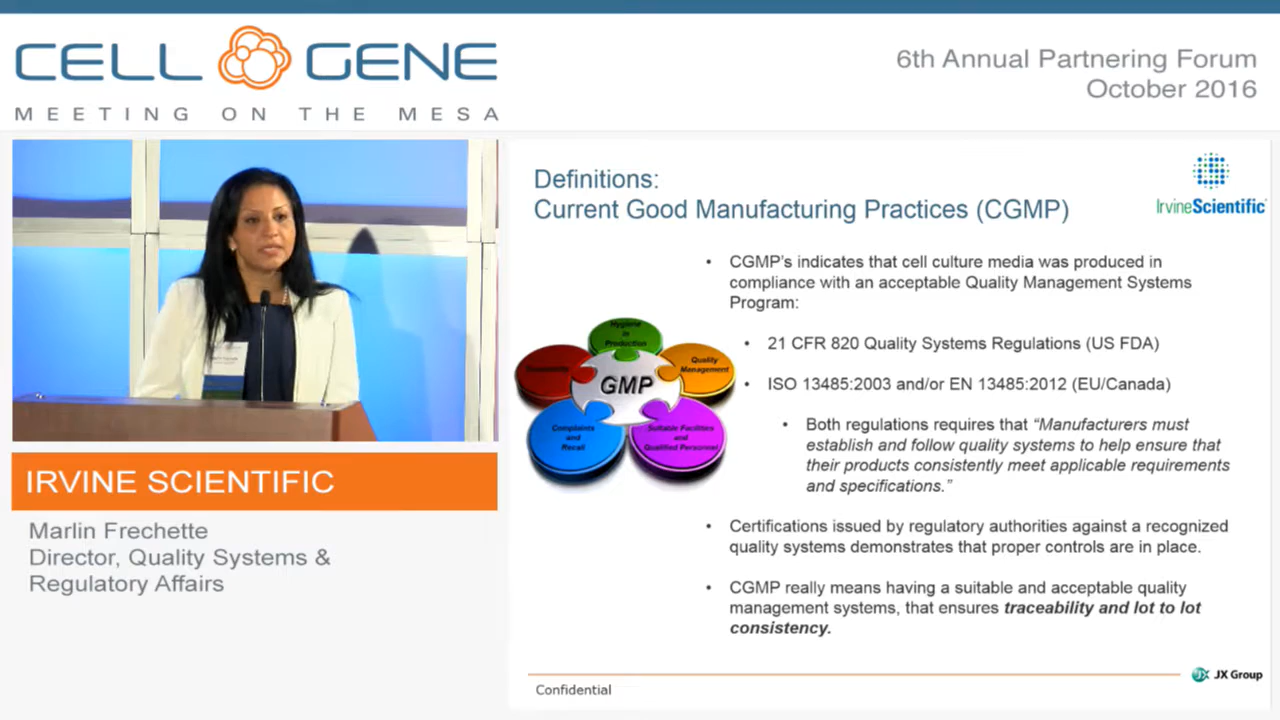 CELL GENE
MEETING ON THE MESA
6th Annual Partnering Forum
October 2016
IRVINE SCIENTIFIC
Marlin Frechette
Director, Quality Systems &
Regulatory Affairs
Definitions:
Current Good Manufacturing Practices (CGMP)
IrvineScientific®
Hygiene
in
Production
Quality
Management
GMP
Complaints
and
Recall
Suitable Facilities
and
Qualified Personnel
• CGMP's indicates that cell culture media was produced in
compliance with an acceptable Quality Management Systems
Program:
• 21 CFR 820 Quality Systems Regulations (US FDA)
• ISO 13485:2003 and/or EN 13485:2012 (EU/Canada)
• Both regulations requires that "Manufacturers must
establish and follow quality systems to help ensure that
their products consistently meet applicable requirements
and specifications."
• Certifications issued by regulatory authorities against a recognized
quality systems demonstrates that proper controls are in place.
• CGMP really means having a suitable and acceptable quality
management systems, that ensures traceability and lot to lot
consistency.
Confidential
JX Group